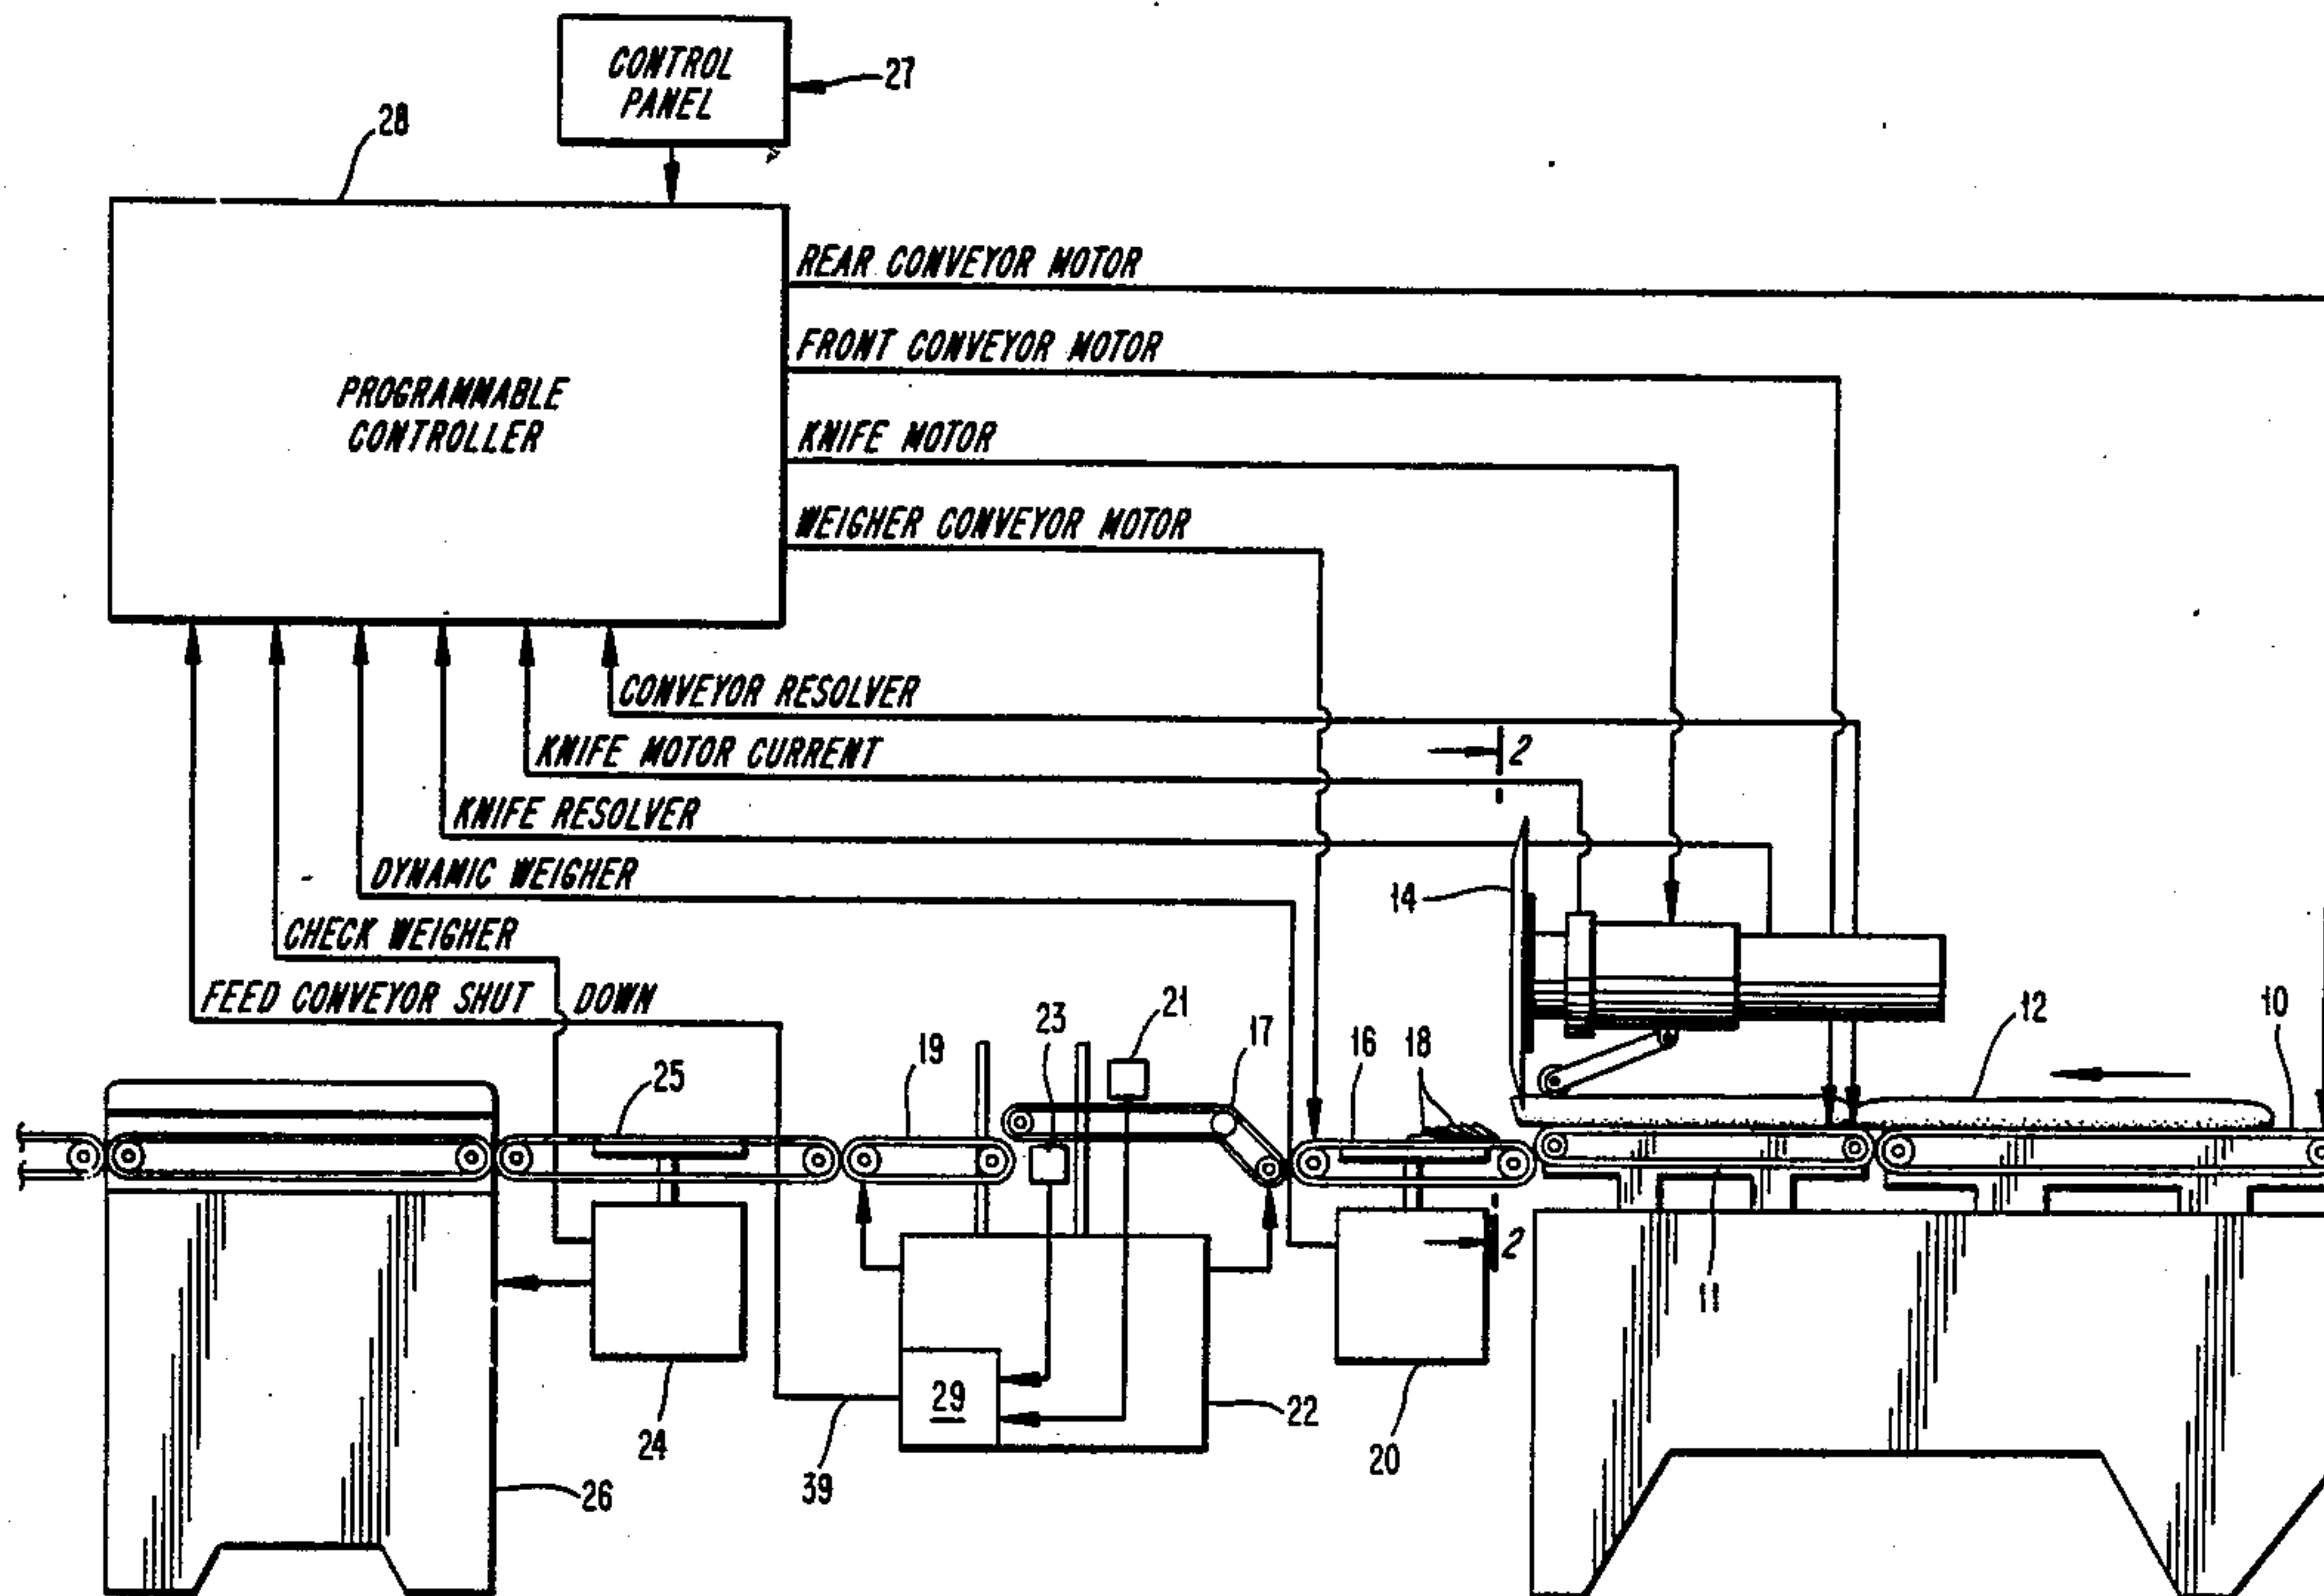 CONTROL
PANEL
27
28
PROGRAMMABLE
CONTROLLER
REAR CONVEYOR MOTOR
FRONT CONVEYOR MOTOR
KNIFE MOTOR
WEIGHER CONVEYOR MOTOR
CONVEYOR RESOLVER
KNIFE MOTOR CURRENT
2
KNIFE RESOLVER
DYNAMIC WEIGHER
14
CHECK WEIGHER
FEED CONVEYOR SHUT DOWN
21
23
17
19
25
16
18
12
10
2
11
29
22
24
39
20
26